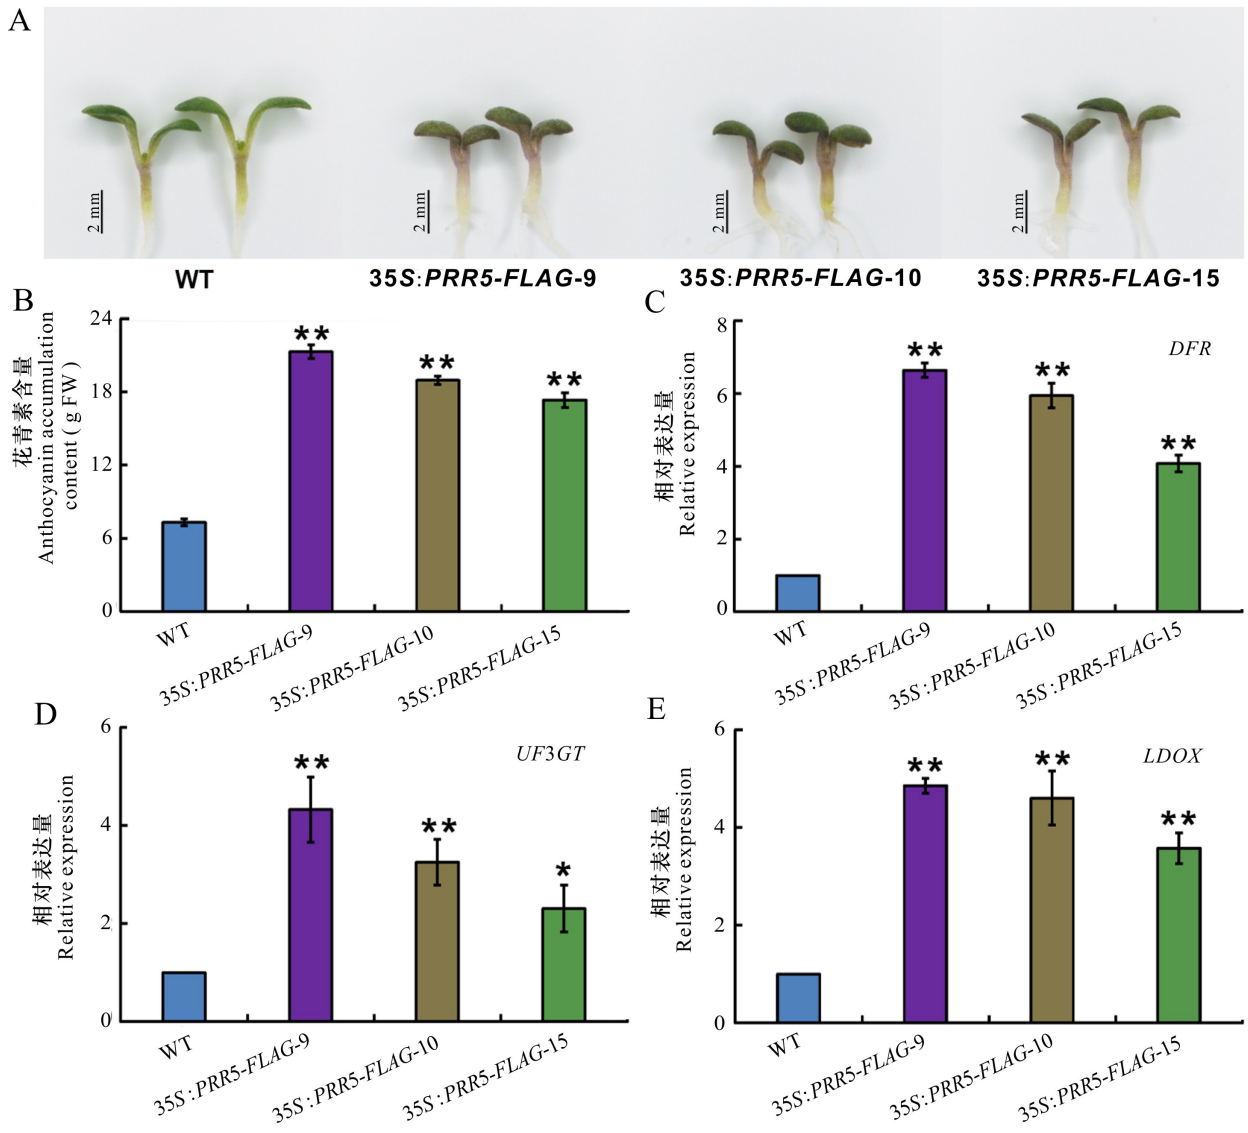 A
2 mm
2 mm
2 mm
2 mm
WT
35S:PRR5-FLAG-9
35S:PRR5-FLAG-10
35S:PRR5-FLAG-15
B
花青素含量
Anthocyanin accumulation
content ( g FW )
24
18
12
6
0
**
**
**
WT
35S:PRR5-FLAG-9
35S:PRR5-FLAG-10
35S:PRR5-FLAG-15
C
相对表达量
Relative expression
8
6
4
2
0
DFR
**
**
**
WT
35S:PRR5-FLAG-9
35S:PRR5-FLAG-10
35S:PRR5-FLAG-15
D
相对表达量
Relative expression
6
4
2
0
UF3GT
**
**
*
WT
35S:PRR5-FLAG-9
35S:PRR5-FLAG-10
35S:PRR5-FLAG-15
E
相对表达量
Relative expression
6
4
2
0
LDOX
**
**
**
WT
35S:PRR5-FLAG-9
35S:PRR5-FLAG-10
35S:PRR5-FLAG-15